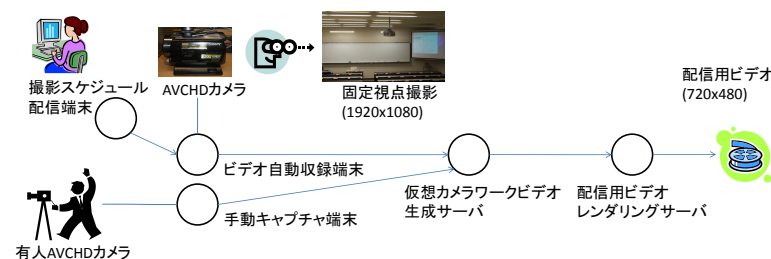 撮影スケジュール
配信端末
AVCHDカメラ
固定視点撮影
(1920x1080)
配信用ビデオ
(720x480)
ビデオ自動収録端末
手動キャプチャ端末
仮想カメラワークビデオ
生成サーバ
配信用ビデオ
レンダリングサーバ
有人AVCHDカメラ